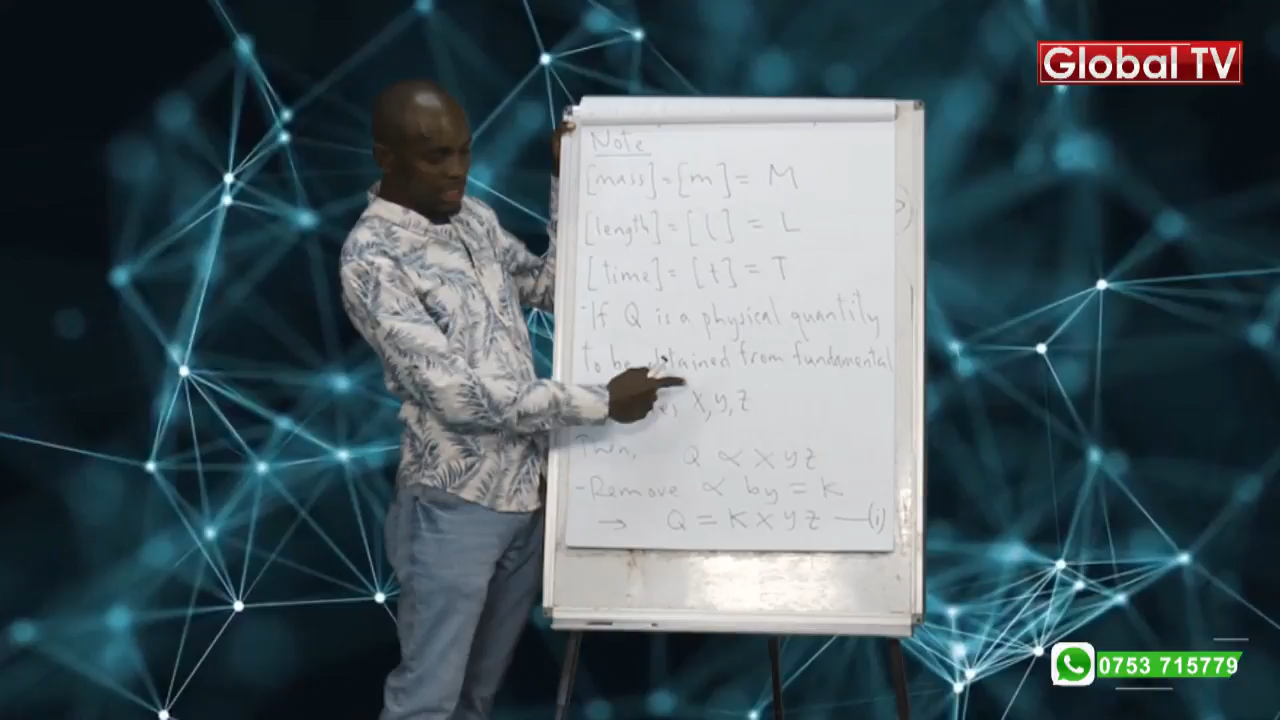 Global TV
Note
[mass] = [m] = M
[length] = [l] = L
[time] = [t] = T
-If Q is a physical quantity
to be obtained from fundamental
X, y, z
Q ∝ X y z
-Remove ∝ by = K
→ Q = K X y z —(i)
0753 715779